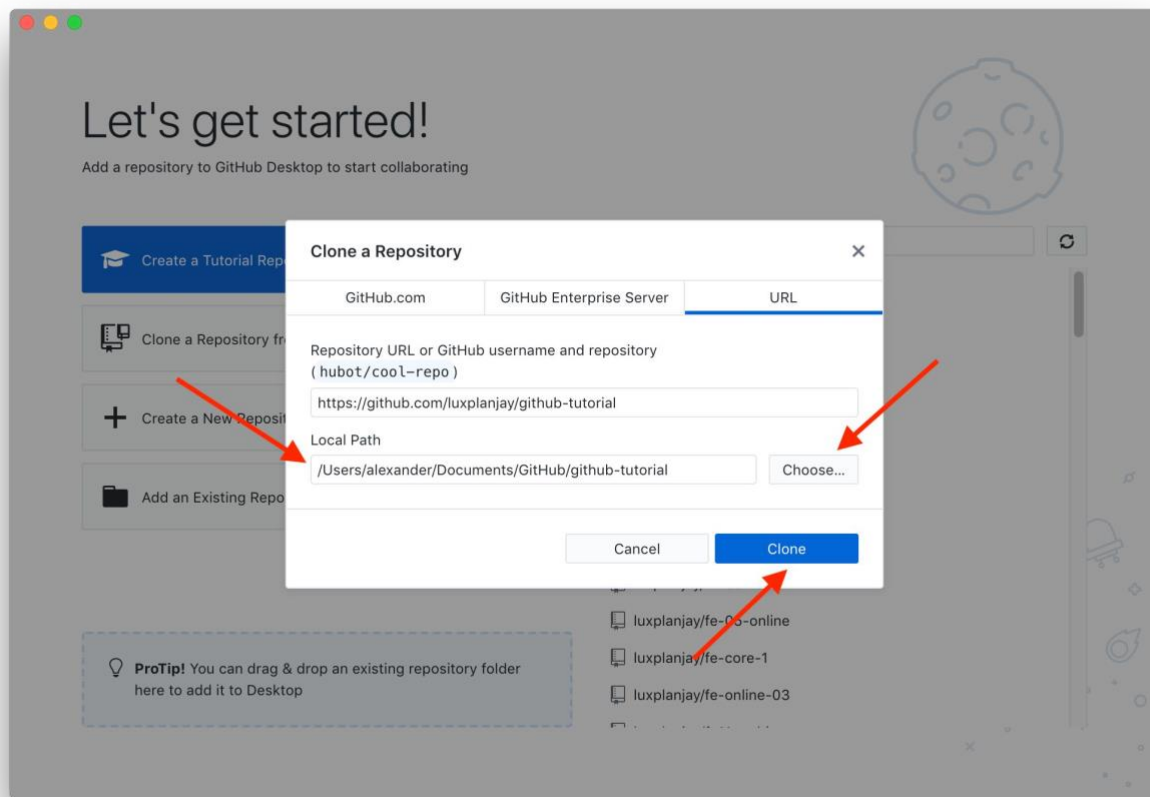 Let's get started!
Add a repository to GitHub Desktop to start collaborating
Create a Tutorial
Clone a Repository
Create a New
Add an Existing
Clone a Repository
GitHub.com
GitHub Enterprise Server
URL
Repository URL or GitHub username and repository
(hubot/cool-repo)
https://github.com/luxplanjay/github-tutorial
Local Path
/Users/alexander/Documents/GitHub/github-tutorial
Choose...
Cancel
Clone
luxplanjay/fe-05-online
luxplanjay/fe-core-1
luxplanjay/fe-online-03
ProTip! You can drag & drop an existing repository folder
here to add it to Desktop